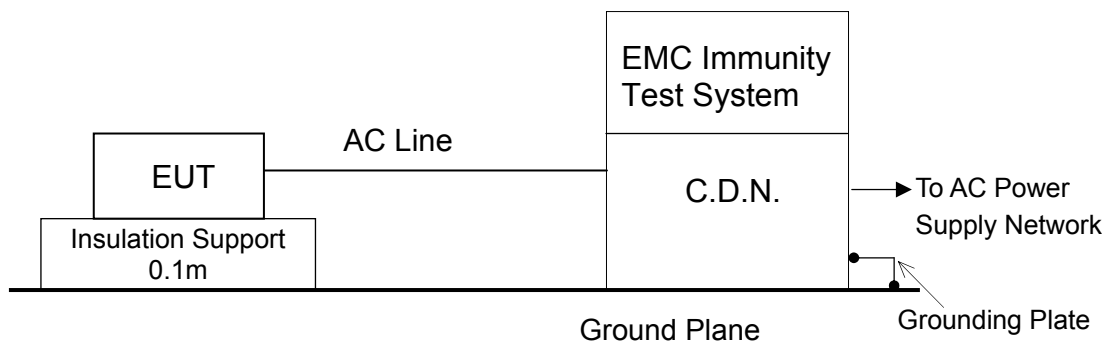 EMC Immunity
Test System
AC Line
EUT
C.D.N.
To AC Power
Supply Network
Insulation Support
0.1m
Ground Plane
Grounding Plate